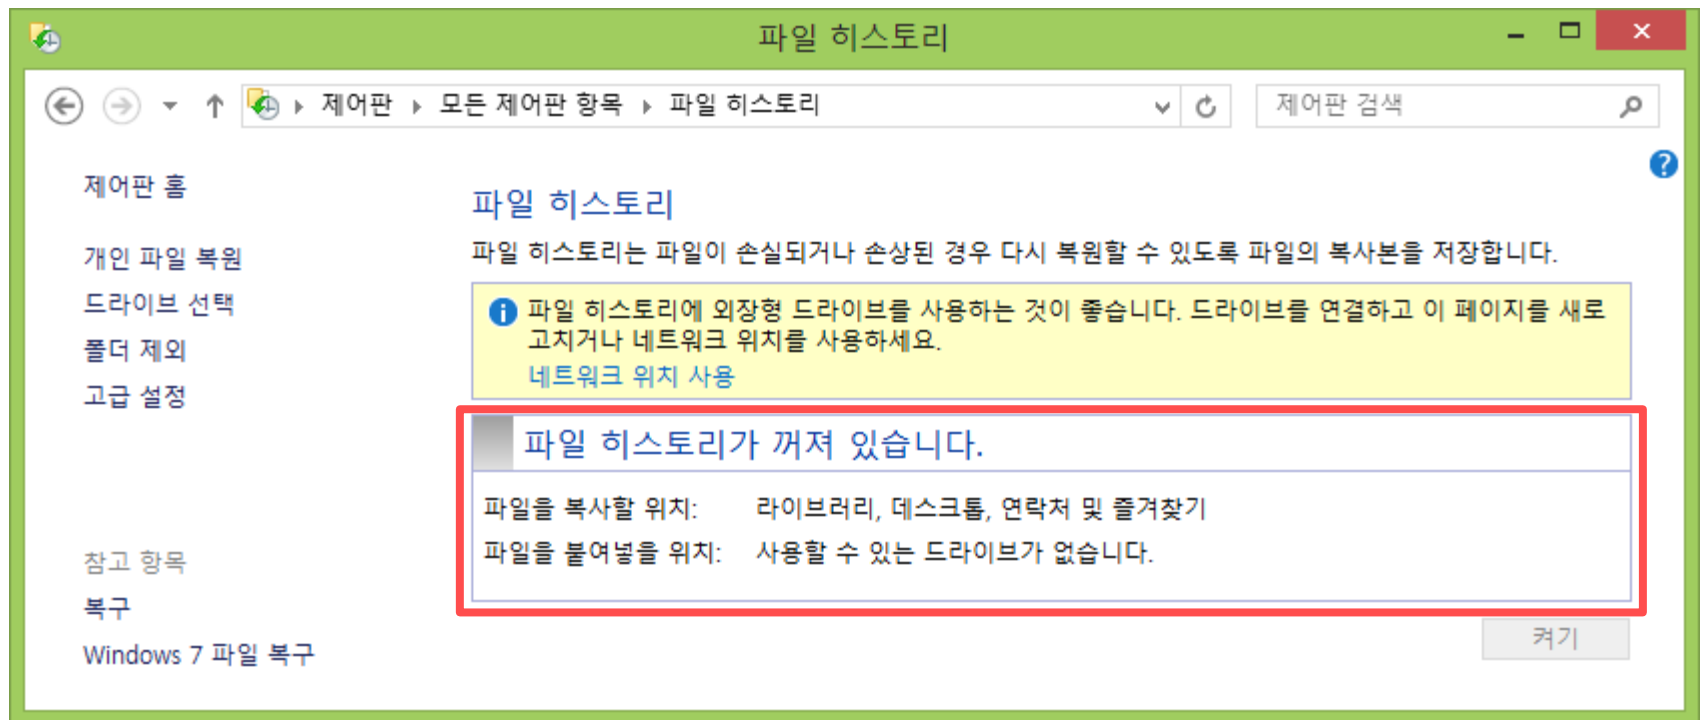 파일 히스토리
제어판 ▸ 모든 제어판 항목 ▸ 파일 히스토리
제어판 검색
제어판 홈
개인 파일 복원
드라이브 선택
폴더 제외
고급 설정
참고 항목
복구
Windows 7 파일 복구
파일 히스토리
파일 히스토리는 파일이 손실되거나 손상된 경우 다시 복원할 수 있도록 파일의 복사본을 저장합니다.
파일 히스토리에 외장형 드라이브를 사용하는 것이 좋습니다. 드라이브를 연결하고 이 페이지를 새로
고치거나 네트워크 위치를 사용하세요.
네트워크 위치 사용
파일 히스토리가 꺼져 있습니다.
파일을 복사할 위치: 라이브러리, 데스크톱, 연락처 및 즐겨찾기
파일을 붙여넣을 위치: 사용할 수 있는 드라이브가 없습니다.
켜기